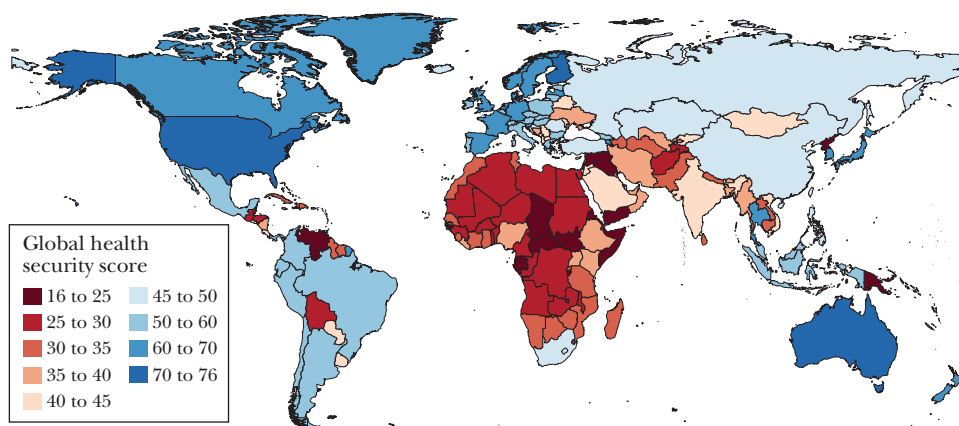 Global health
security score
16 to 25
25 to 30
30 to 35
35 to 40
40 to 45
45 to 50
50 to 60
60 to 70
70 to 76